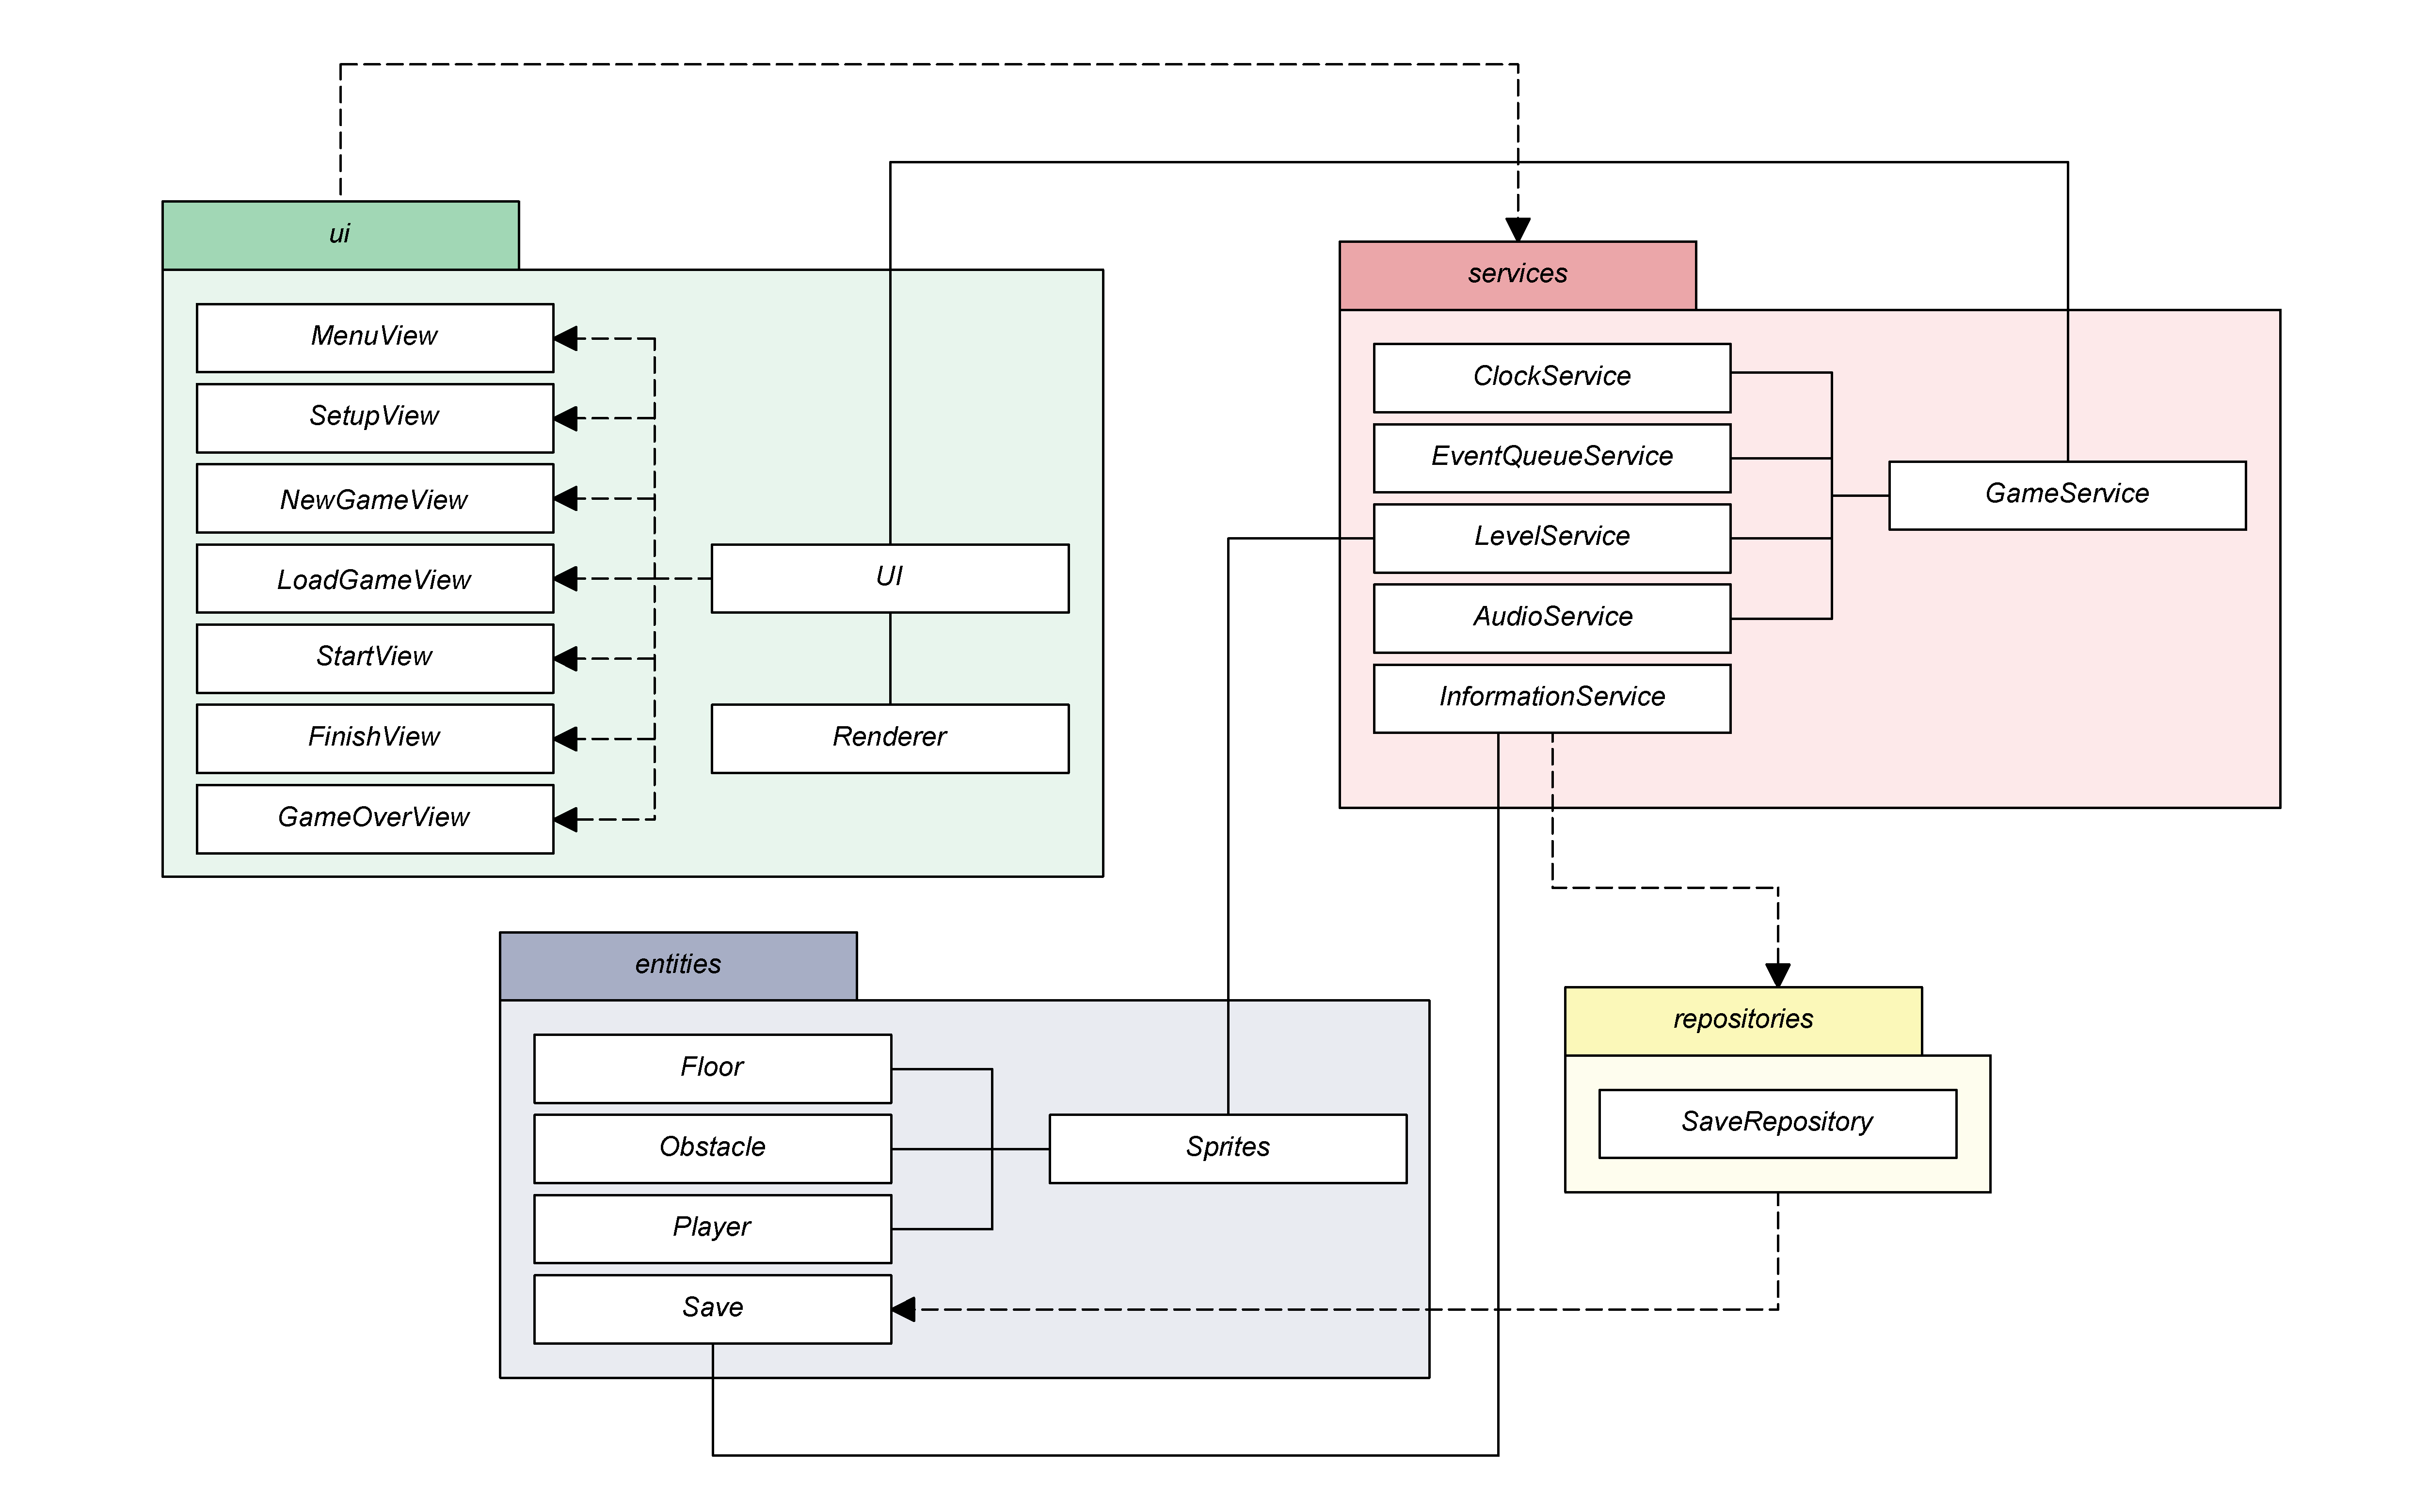 ui
MenuView
SetupView
NewGameView
LoadGameView
StartView
FinishView
GameOverView
UI
Renderer
services
ClockService
EventQueueService
LevelService
AudioService
InformationService
GameService
entities
Floor
Obstacle
Player
Save
Sprites
repositories
SaveRepository